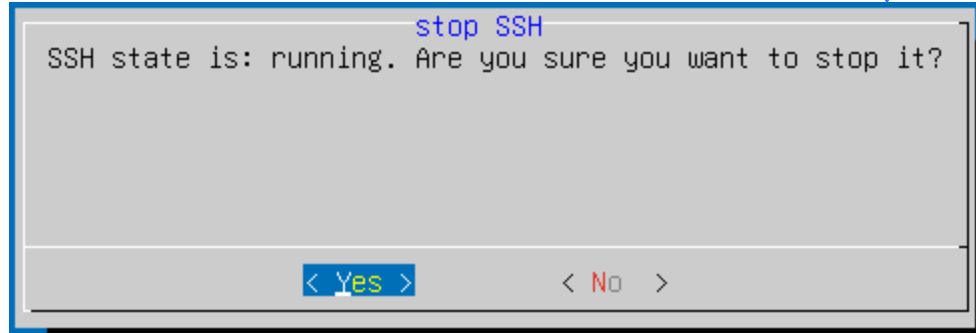 stop SSH
SSH state is: running. Are you sure you want to stop it?
< Yes > < No >